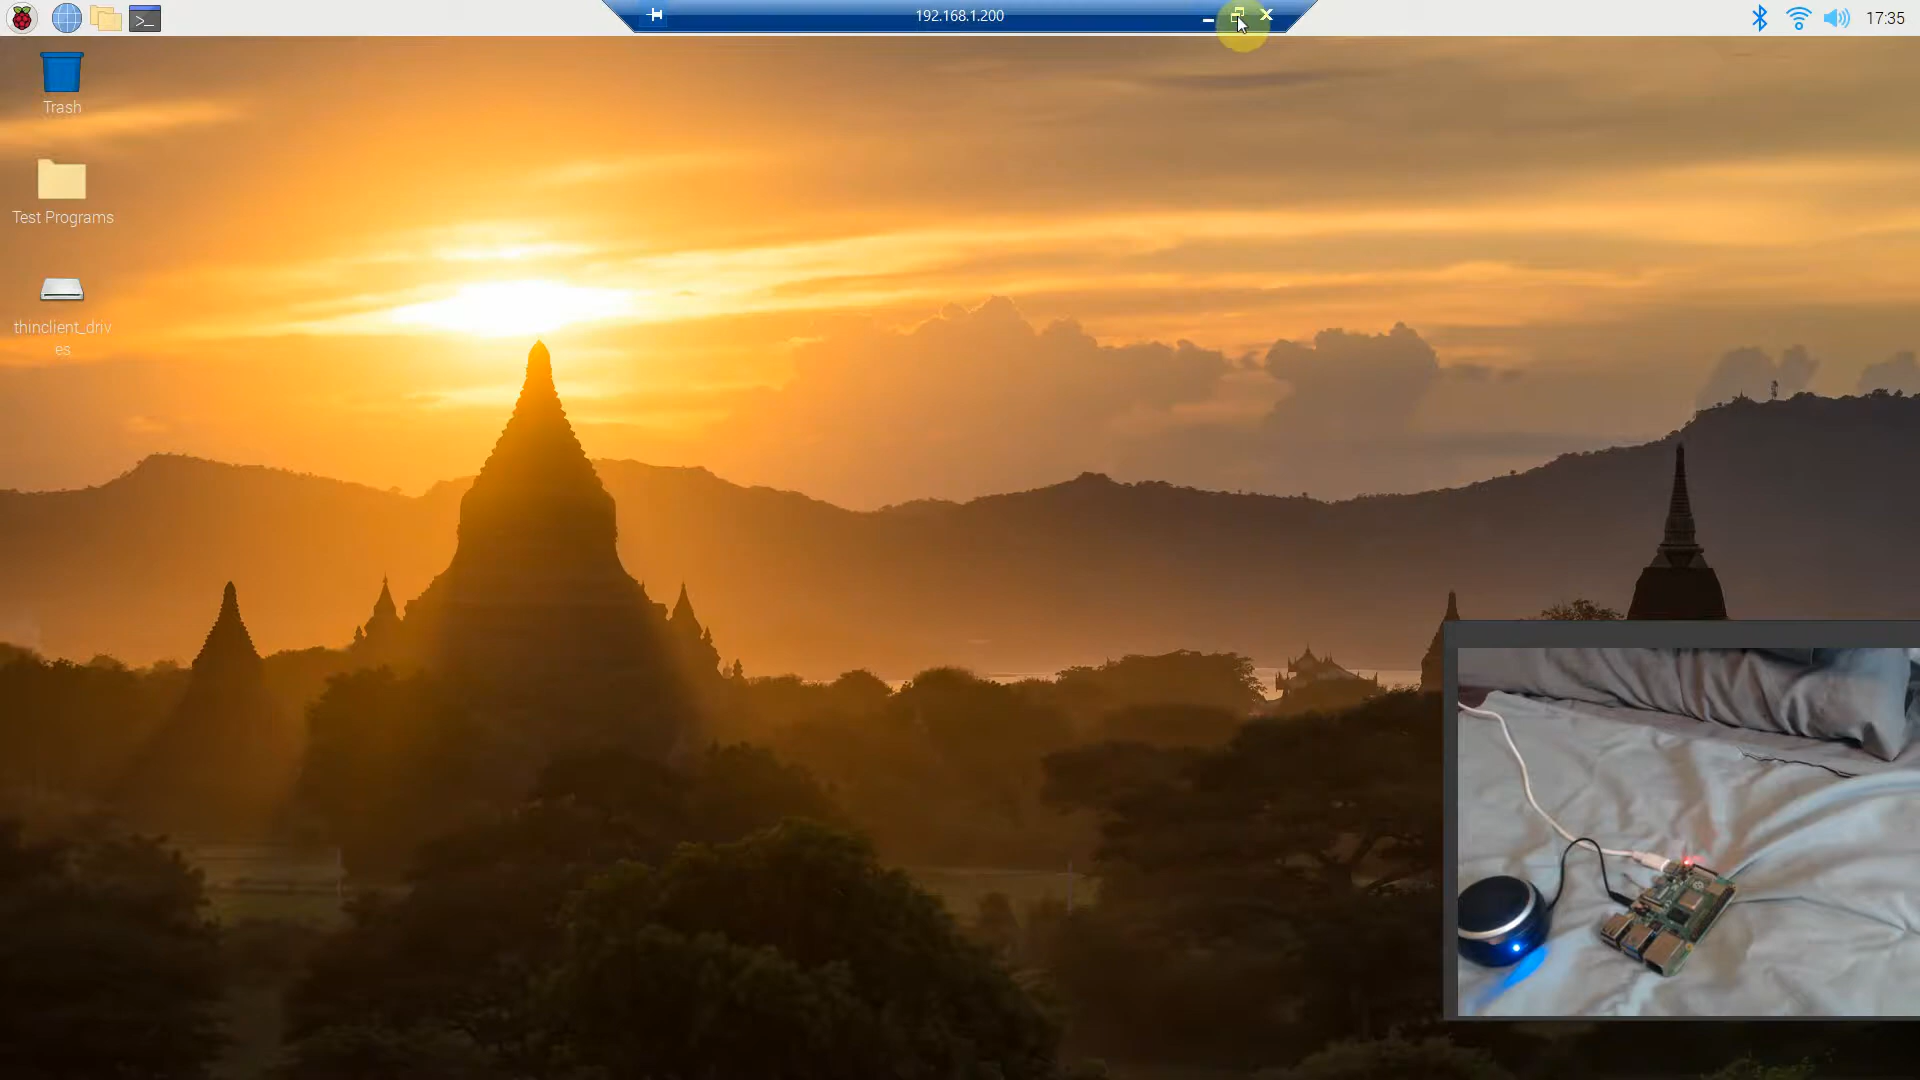 192.168.1.200
17:35
Trash
Test Programs
thinclient_driv
es